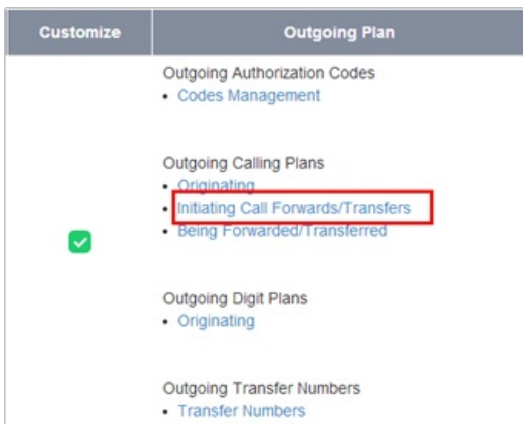 Customize Outgoing Plan
Outgoing Authorization Codes
• Codes Management
Outgoing Calling Plans
• Originating
• Initiating Call Forwards/Transfers
• Being Forwarded/Transferred
Outgoing Digit Plans
• Originating
Outgoing Transfer Numbers
• Transfer Numbers